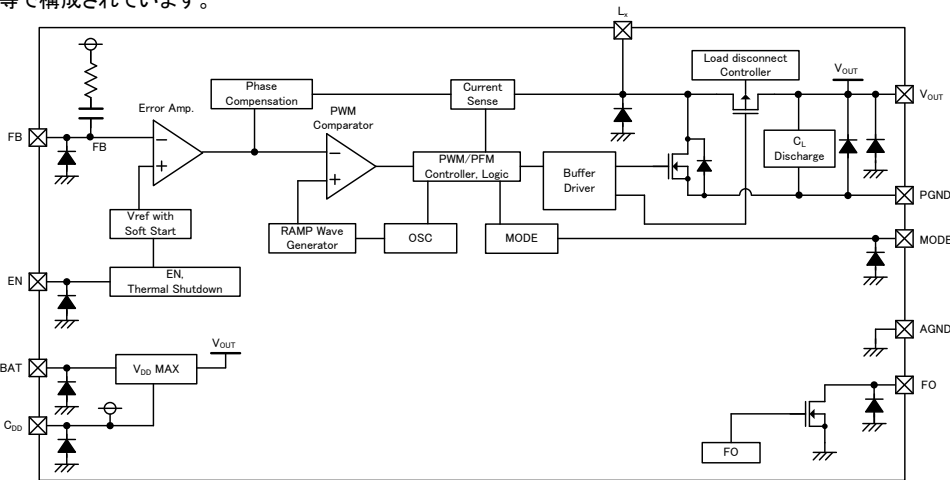 等で構成されています。
Lx
Load disconnect
Controller
VOUT
VOUT
Phase
Compensation
Current
Sense
Error Amp.
PWM
Comparator
FB
FB
−
+
−
+
PWM/PFM
Controller, Logic
Buffer
Driver
CL
Discharge
PGND
Vref with
Soft Start
RAMP Wave
Generator
OSC
MODE
MODE
EN
EN,
Thermal Shutdown
AGND
BAT
VDD MAX
VOUT
CDD
FO
FO